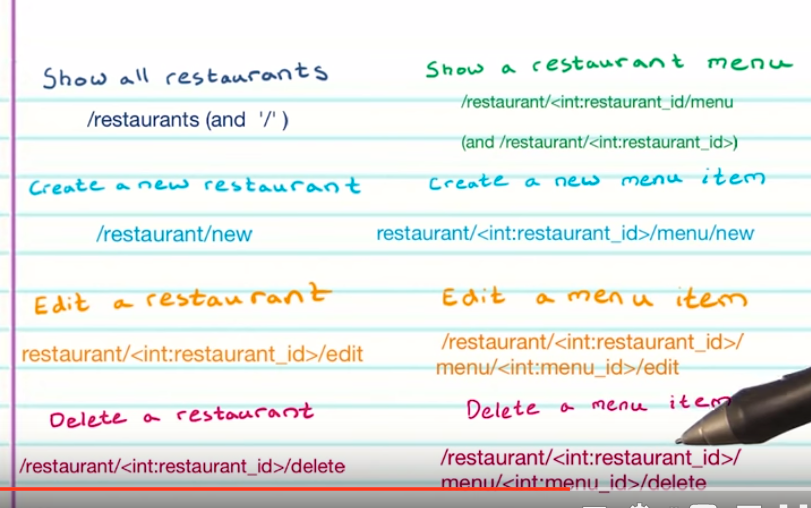 Show all restaurants
/restaurants (and '/' )
Create a new restaurant
/restaurant/new
Edit a restaurant
restaurant/<int:restaurant_id>/edit
Delete a restaurant
/restaurant/<int:restaurant_id>/delete
Show a restaurant menu
/restaurant/<int:restaurant_id/menu
(and /restaurant/<int:restaurant_id>)
Create a new menu item
restaurant/<int:restaurant_id>/menu/new
Edit a menu item
/restaurant/<int:restaurant_id>/
menu/<int:menu_id>/edit
Delete a menu item
/restaurant/<int:restaurant_id>/
menu/<int:menu_id>/delete